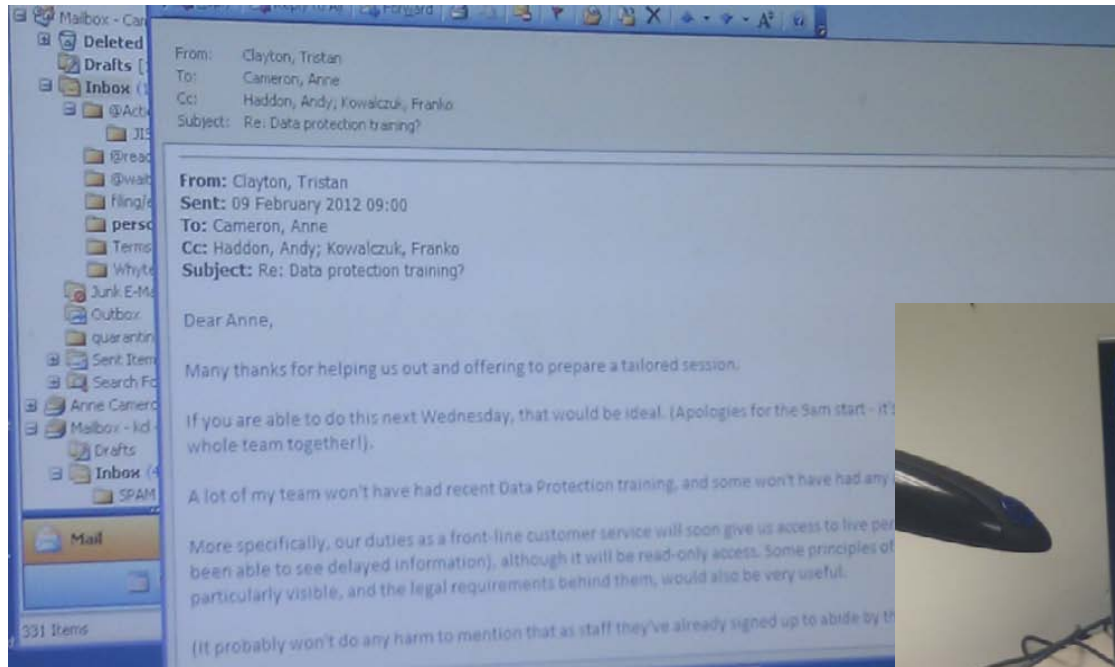 Reply to All Forward
Mailbox - Can
Deleted
Drafts [
Inbox (1
@Acti
JIS
@read
@wait
filing/e
perso
Terms
Whyte
Junk E-Ma
Outbox
quarantin
Sent Item
Search Fo
Anne Camero
Mailbox - kcl -
Drafts
Inbox (4
SPAM
Mail
331 Items
From: Clayton, Tristan
To: Cameron, Anne
Cc: Haddon, Andy; Kowalczuk, Franko
Subject: Re: Data protection training?
From: Clayton, Tristan
Sent: 09 February 2012 09:00
To: Cameron, Anne
Cc: Haddon, Andy; Kowalczuk, Franko
Subject: Re: Data protection training?
Dear Anne,
Many thanks for helping us out and offering to prepare a tailored session.
If you are able to do this next Wednesday, that would be ideal. (Apologies for the 9am start - it's
whole team together!).
A lot of my team won't have had recent Data Protection training, and some won't have had any
More specifically, our duties as a front-line customer service will soon give us access to live per
been able to see delayed information), although it will be read-only access. Some principles of
particularly visible, and the legal requirements behind them, would also be very useful.
(It probably won't do any harm to mention that as staff they've already signed up to abide by th